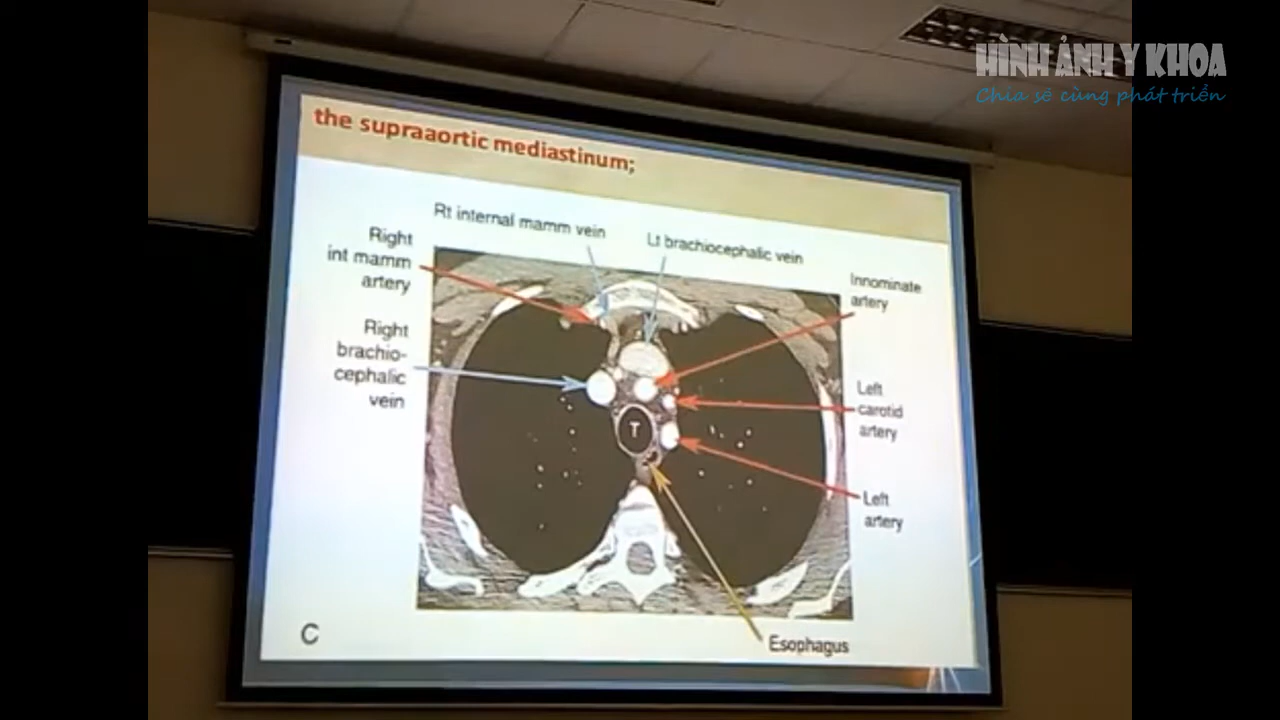 HÌNH ẢNH Y KHOA
Chia sẻ cùng phát triển
the supraaortic mediastinum;
Rt internal mamm vein
Lt brachiocephalic vein
Right
int mamm
artery
Innominate
artery
Right
brachio-
cephalic
vein
Left
carotid
artery
T
Left
artery
Esophagus
C